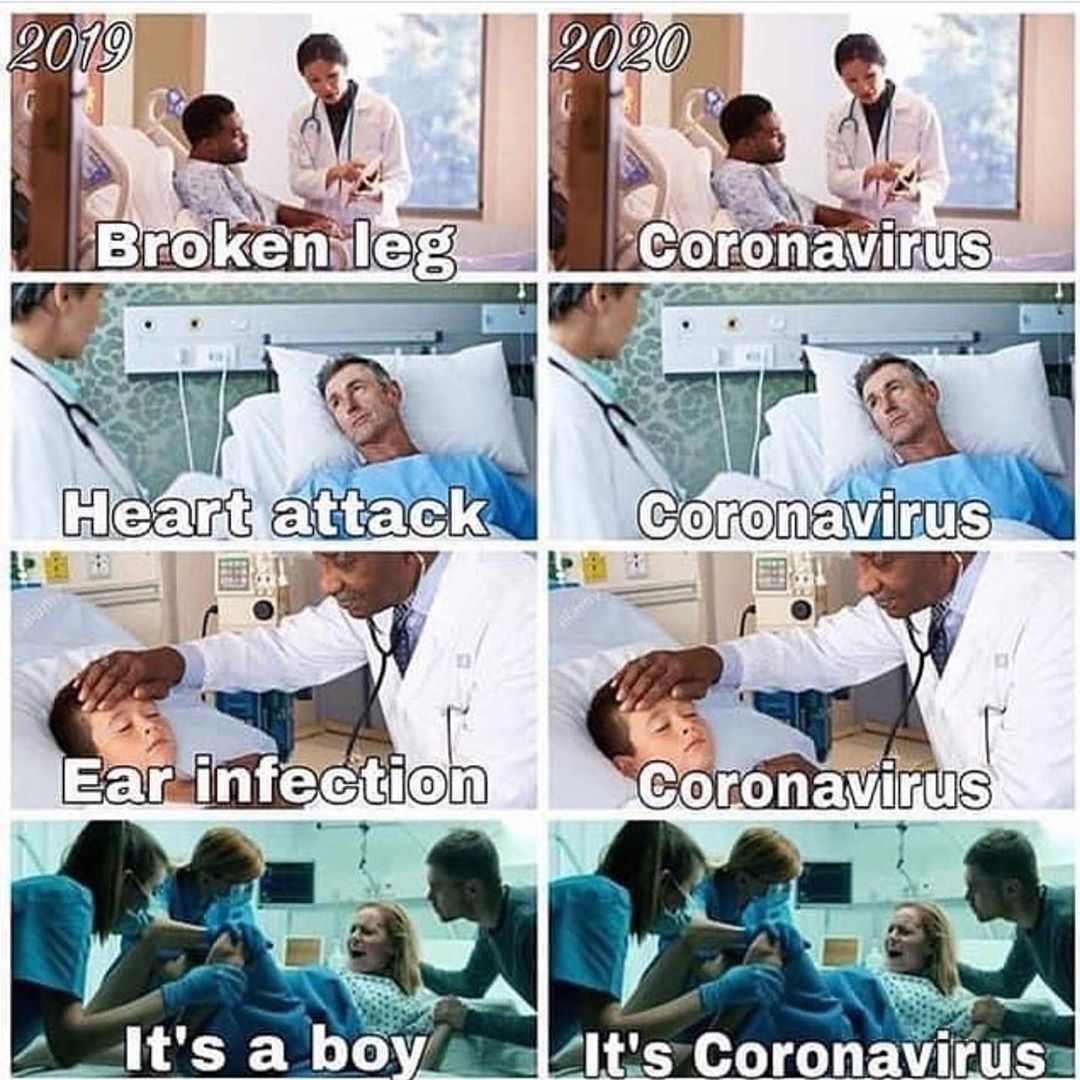 2019
2020
Broken leg
Coronavirus
Heart attack
Coronavirus
Ear infection
Coronavirus
It's a boy
It's Coronavirus